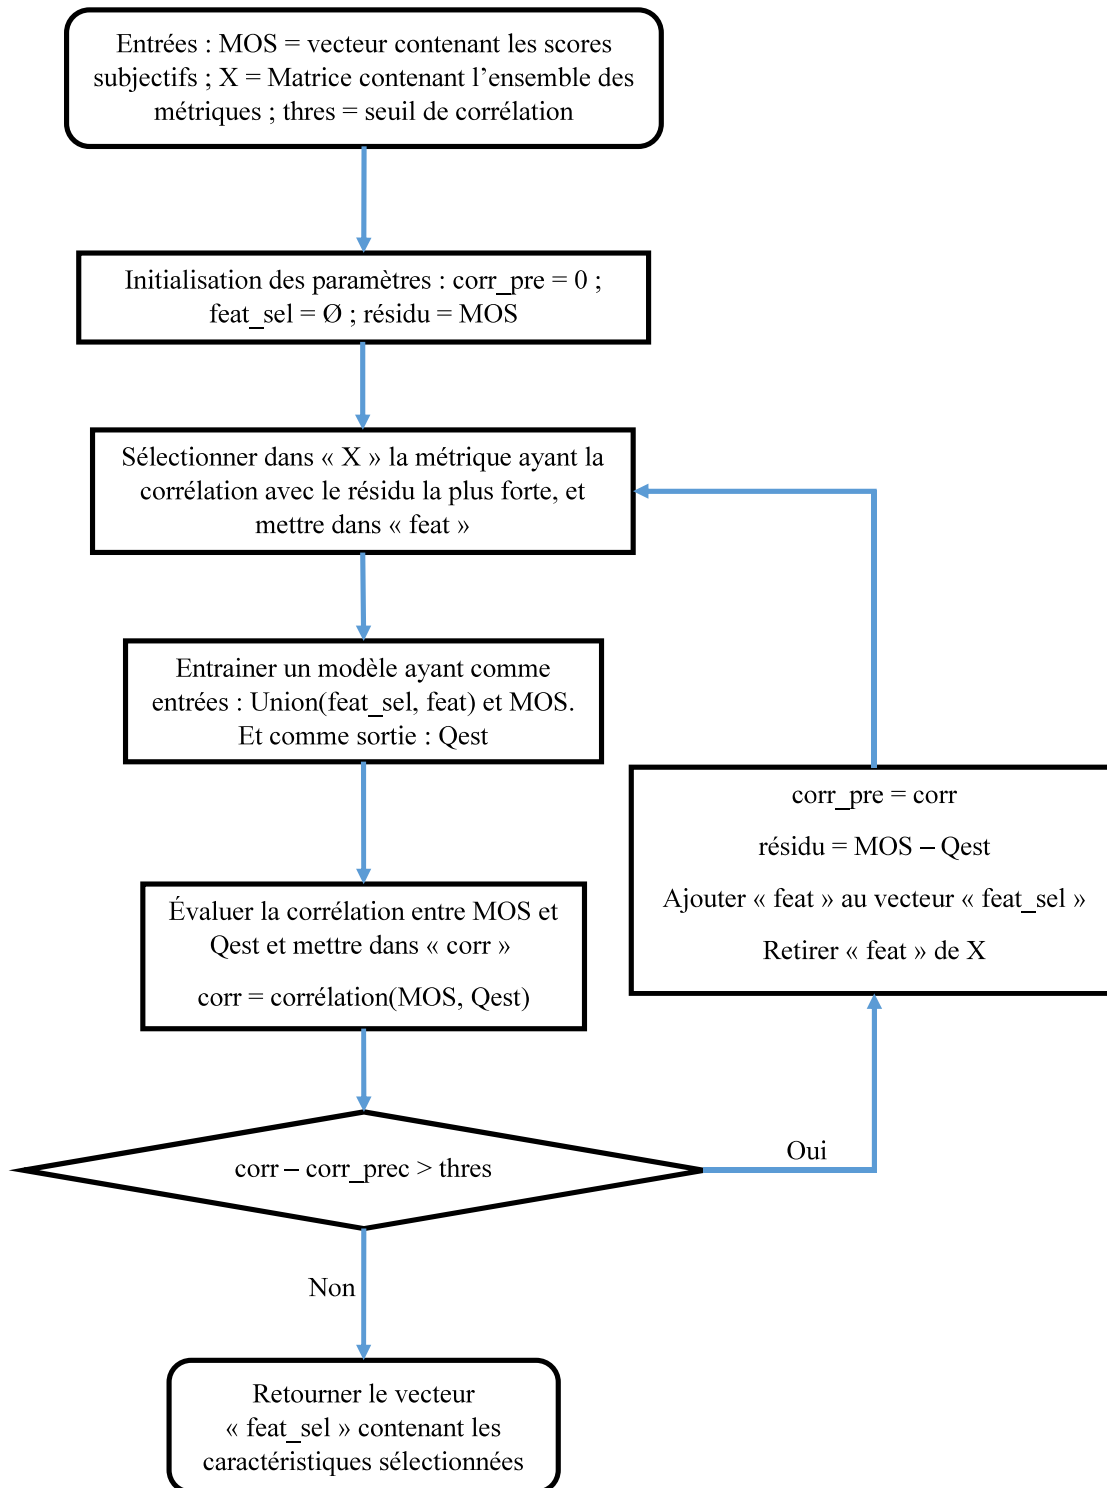 Entrées : MOS = vecteur contenant les scores
subjectifs ; X = Matrice contenant l’ensemble des
métriques ; thres = seuil de corrélation
Initialisation des paramètres : corr_pre = 0 ;
feat_sel = Ø ; résidu = MOS
Sélectionner dans « X » la métrique ayant la
corrélation avec le résidu la plus forte, et
mettre dans « feat »
Entrainer un modèle ayant comme
entrées : Union(feat_sel, feat) et MOS.
Et comme sortie : Qest
Évaluer la corrélation entre MOS et
Qest et mettre dans « corr »
corr = corrélation(MOS, Qest)
corr – corr_prec > thres
Oui
corr_pre = corr
résidu = MOS – Qest
Ajouter « feat » au vecteur « feat_sel »
Retirer « feat » de X
Non
Retourner le vecteur
« feat_sel » contenant les
caractéristiques sélectionnées